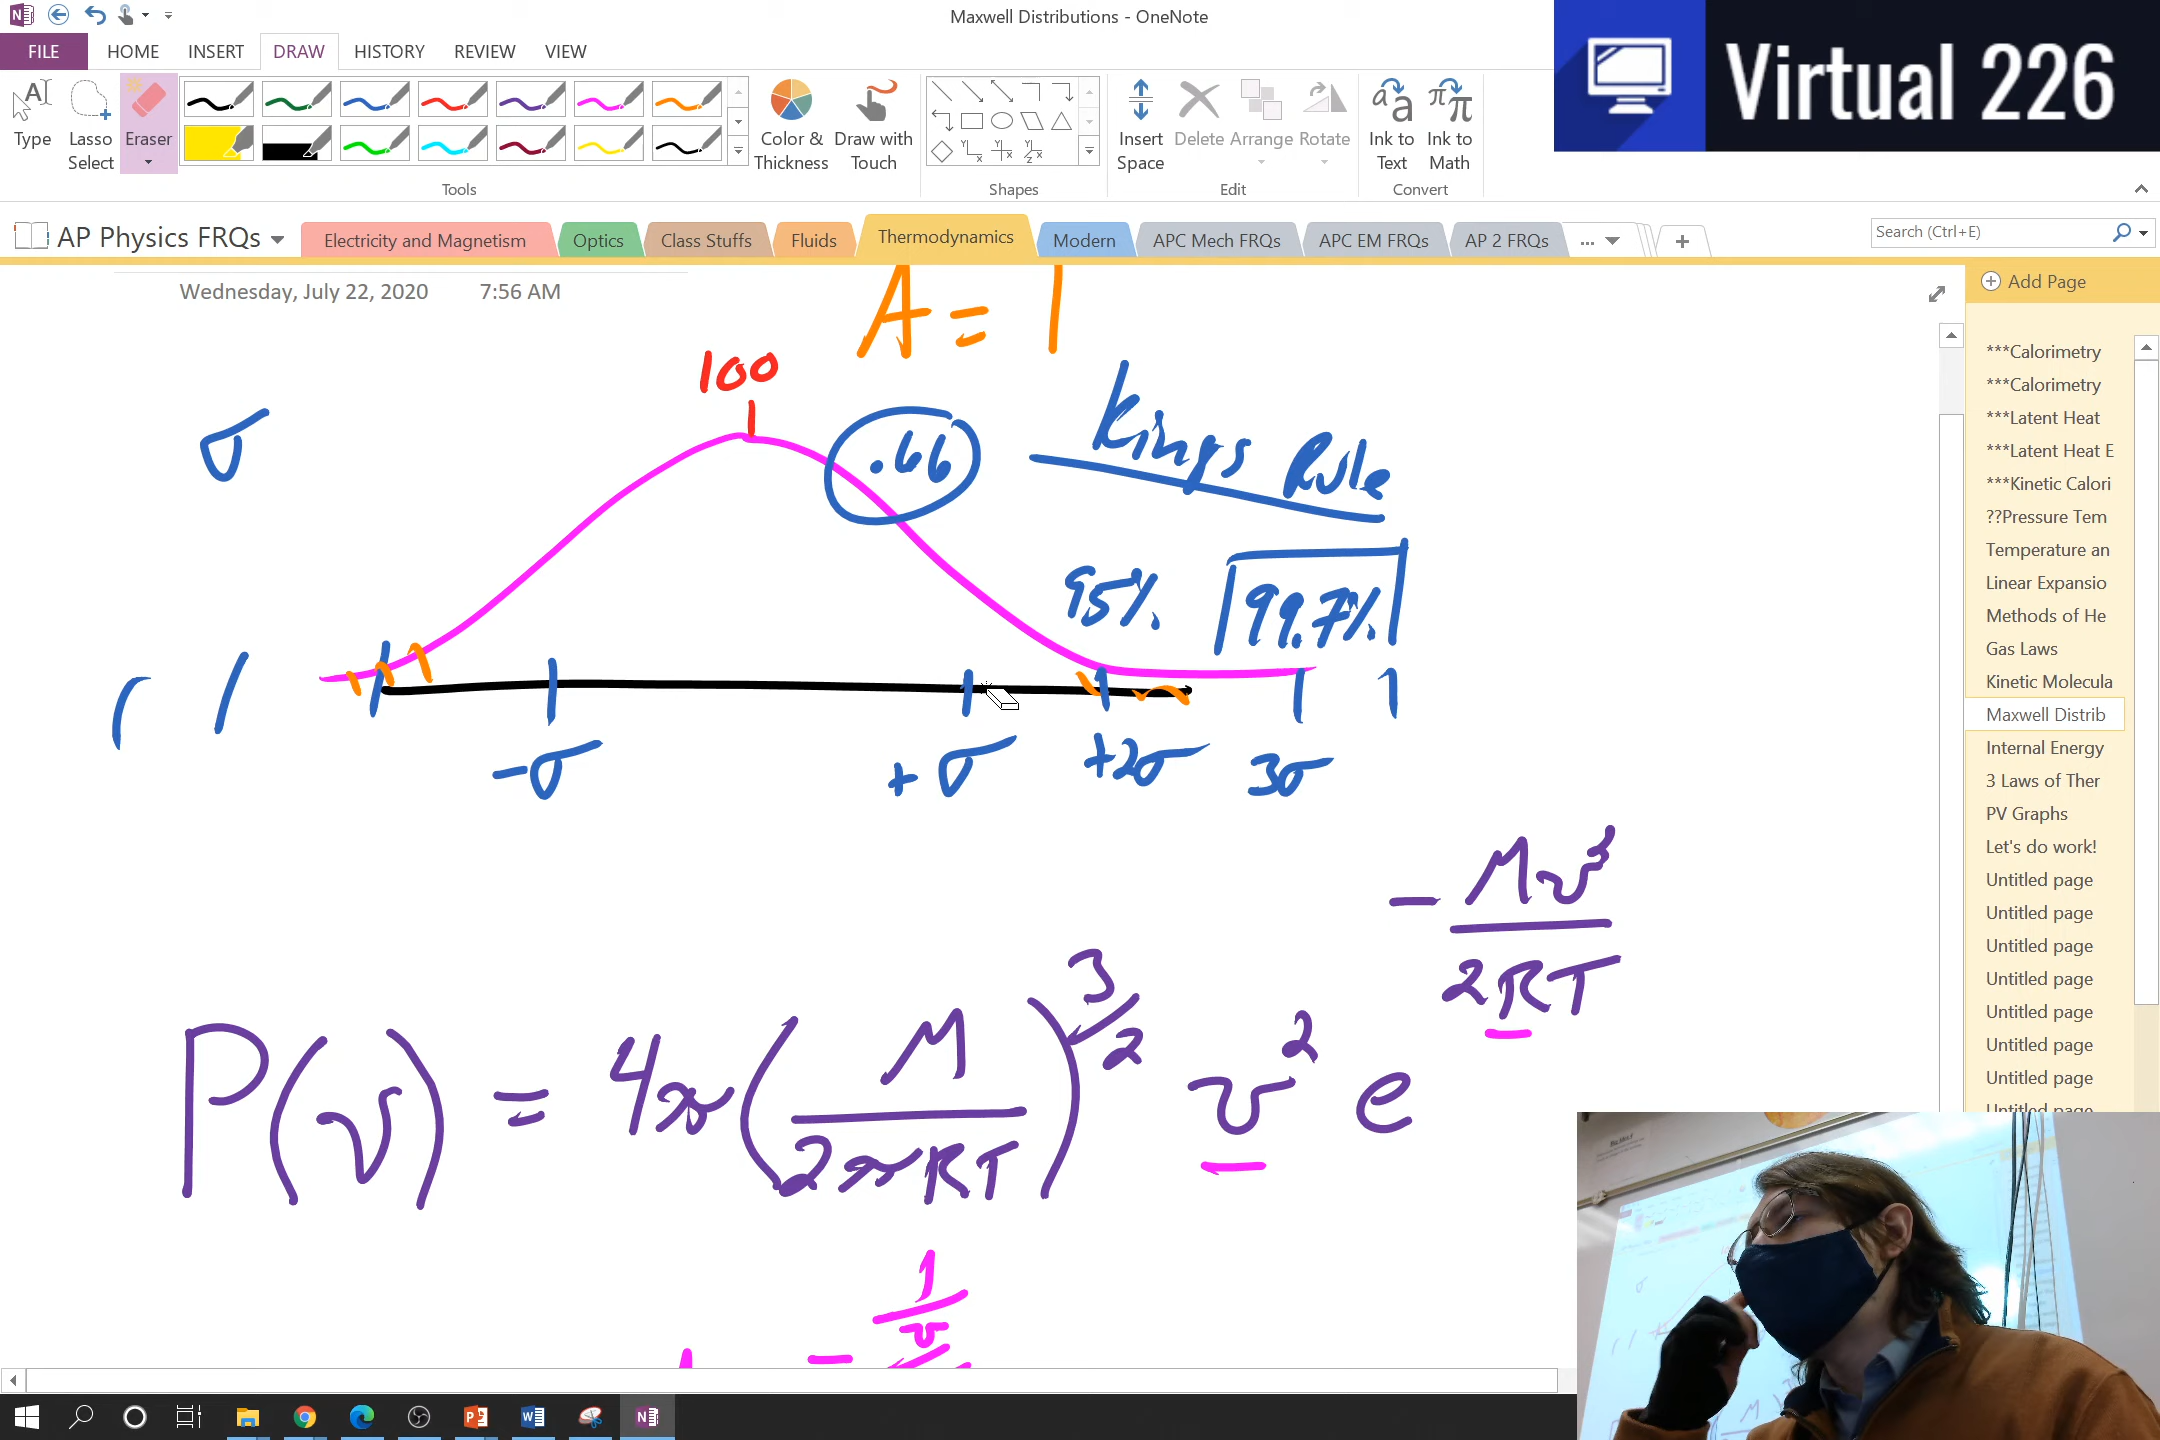 Maxwell Distributions - OneNote
Virtual 226
FILE HOME INSERT DRAW HISTORY REVIEW VIEW
Type Lasso Select Eraser
Color & Thickness Draw with Touch
Insert Space Delete Arrange Rotate
Ink to Text Ink to Math
Tools Shapes Edit Convert
AP Physics FRQs Electricity and Magnetism Optics Class Stuffs Fluids Thermodynamics Modern APC Mech FRQs APC EM FRQs AP 2 FRQs ... +
Search (Ctrl+E)
Wednesday, July 22, 2020 7:56 AM
A = 1
100
σ
.66
Kings Rule
95% 99.7%
-σ +σ +2σ 3σ
P(v) = 4π(M/2πRT)^3/2 v^2 e^-Mv^2/2RT
1
v
Add Page
***Calorimetry
***Calorimetry
***Latent Heat
***Latent Heat E
***Kinetic Calori
??Pressure Tem
Temperature an
Linear Expansio
Methods of He
Gas Laws
Kinetic Molecula
Maxwell Distrib
Internal Energy
3 Laws of Ther
PV Graphs
Let's do work!
Untitled page
Untitled page
Untitled page
Untitled page
Untitled page
Untitled page
Untitled page
Untitled page